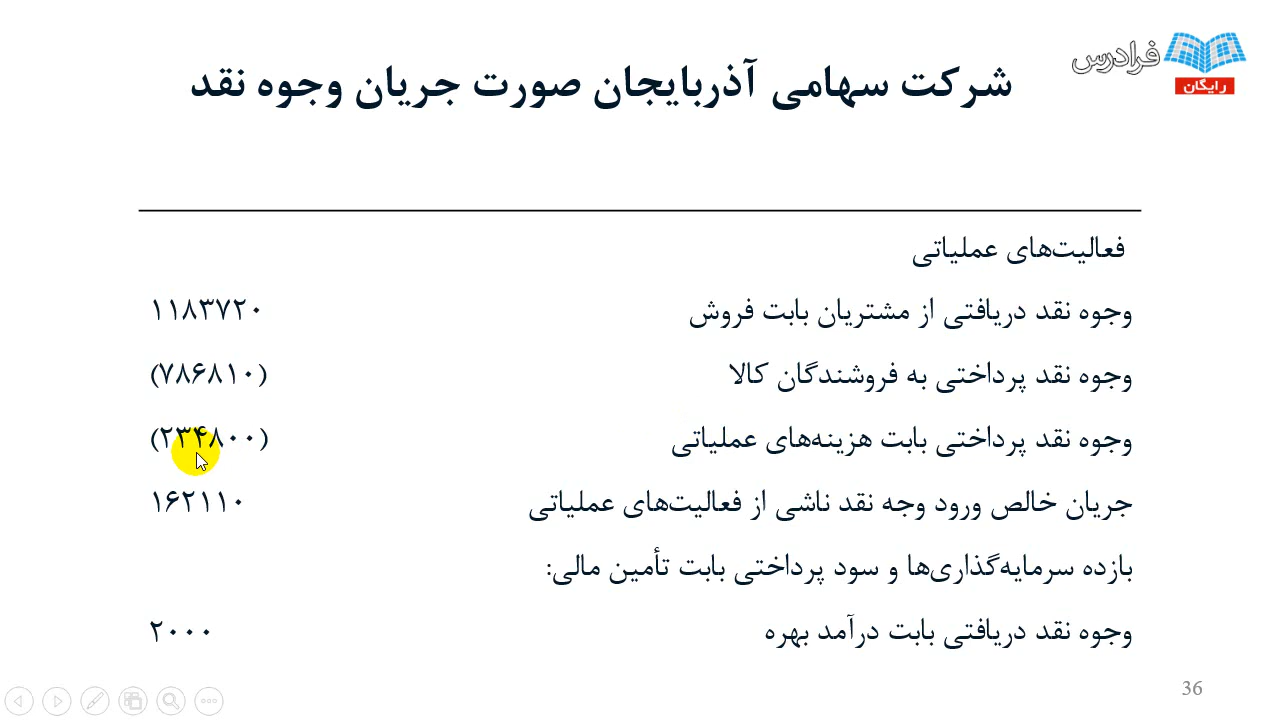 فرادرس
رایگان
شرکت سهامی آذربایجان صورت جریان وجوه نقد
فعالیت‌های عملیاتی
وجوه نقد دریافتی از مشتریان بابت فروش ۱۱۸۳۷۲۰
وجوه نقد پرداختی به فروشندگان کالا (۷۸۶۸۱۰)
وجوه نقد پرداختی بابت هزینه‌های عملیاتی (۲۳۴۸۰۰)
جریان خالص ورود وجه نقد ناشی از فعالیت‌های عملیاتی ۱۶۲۱۱۰
بازده سرمایه‌گذاری‌ها و سود پرداختی بابت تأمین مالی:
وجوه نقد دریافتی بابت درآمد بهره ۲۰۰۰
36